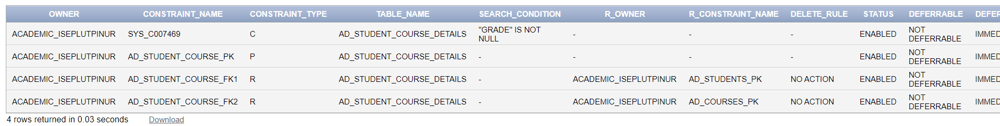 OWNER CONSTRAINT_NAME CONSTRAINT_TYPE TABLE_NAME SEARCH_CONDITION R_OWNER R_CONSTRAINT_NAME DELETE_RULE STATUS DEFERRABLE DEFER
ACADEMIC_ISEPLUTPINUR SYS_C007469 C AD_STUDENT_COURSE_DETAILS "GRADE" IS NOT NULL - - - ENABLED NOT DEFERRABLE IMMED
ACADEMIC_ISEPLUTPINUR AD_STUDENT_COURSE_PK P AD_STUDENT_COURSE_DETAILS - - - - ENABLED NOT DEFERRABLE IMMED
ACADEMIC_ISEPLUTPINUR AD_STUDENT_COURSE_FK1 R AD_STUDENT_COURSE_DETAILS - ACADEMIC_ISEPLUTPINUR AD_STUDENTS_PK NO ACTION ENABLED NOT DEFERRABLE IMMED
ACADEMIC_ISEPLUTPINUR AD_STUDENT_COURSE_FK2 R AD_STUDENT_COURSE_DETAILS - ACADEMIC_ISEPLUTPINUR AD_COURSES_PK NO ACTION ENABLED NOT DEFERRABLE IMMED
4 rows returned in 0.03 seconds Download